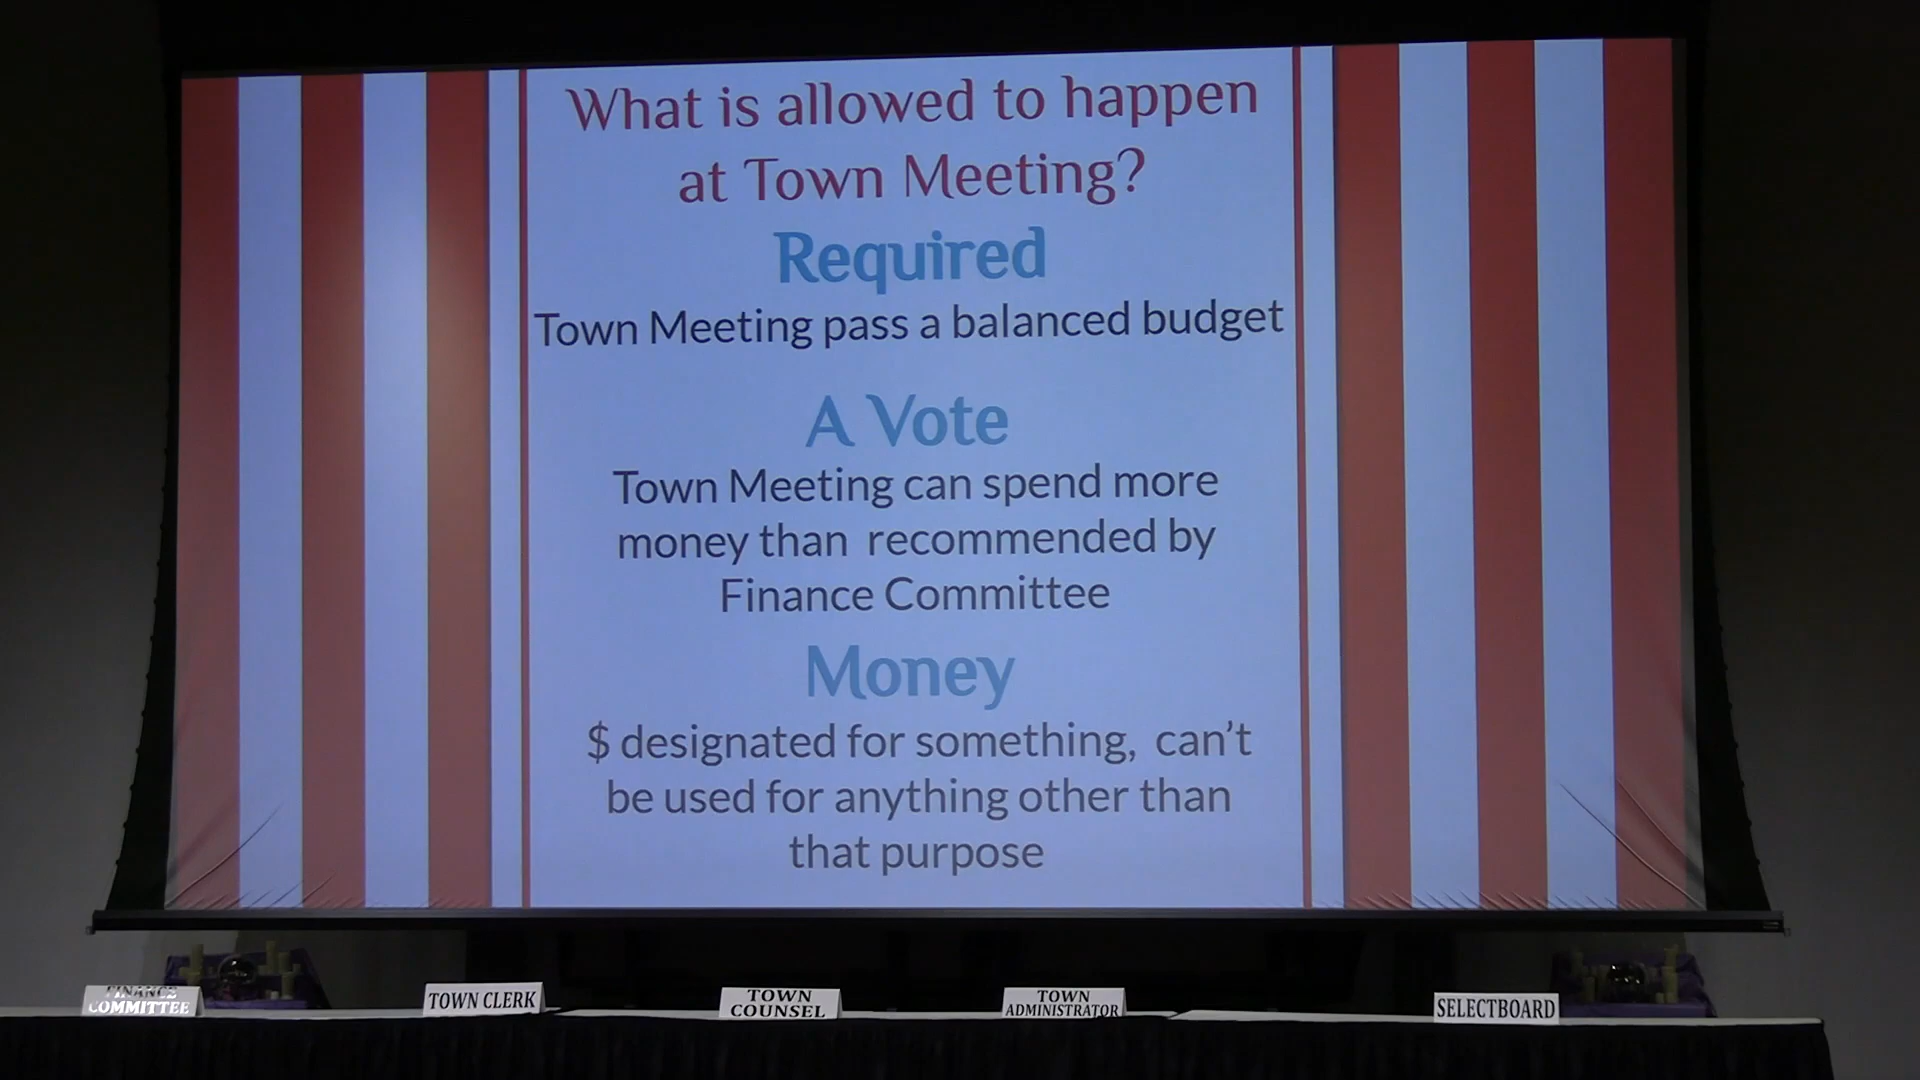 What is allowed to happen
at Town Meeting?
Required
Town Meeting pass a balanced budget
A Vote
Town Meeting can spend more
money than recommended by
Finance Committee
Money
$ designated for something, can't
be used for anything other than
that purpose
FINANCE
COMMITTEE
TOWN CLERK
TOWN
COUNSEL
TOWN
ADMINISTRATOR
SELECTBOARD